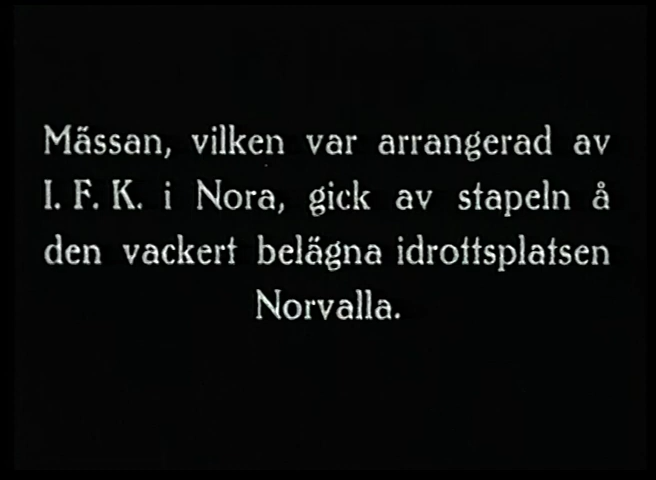 Mässan, vilken var arrangerad av
I. F. K. i Nora, gick av stapeln å
den vackert belägna idrottsplatsen
Norvalla.